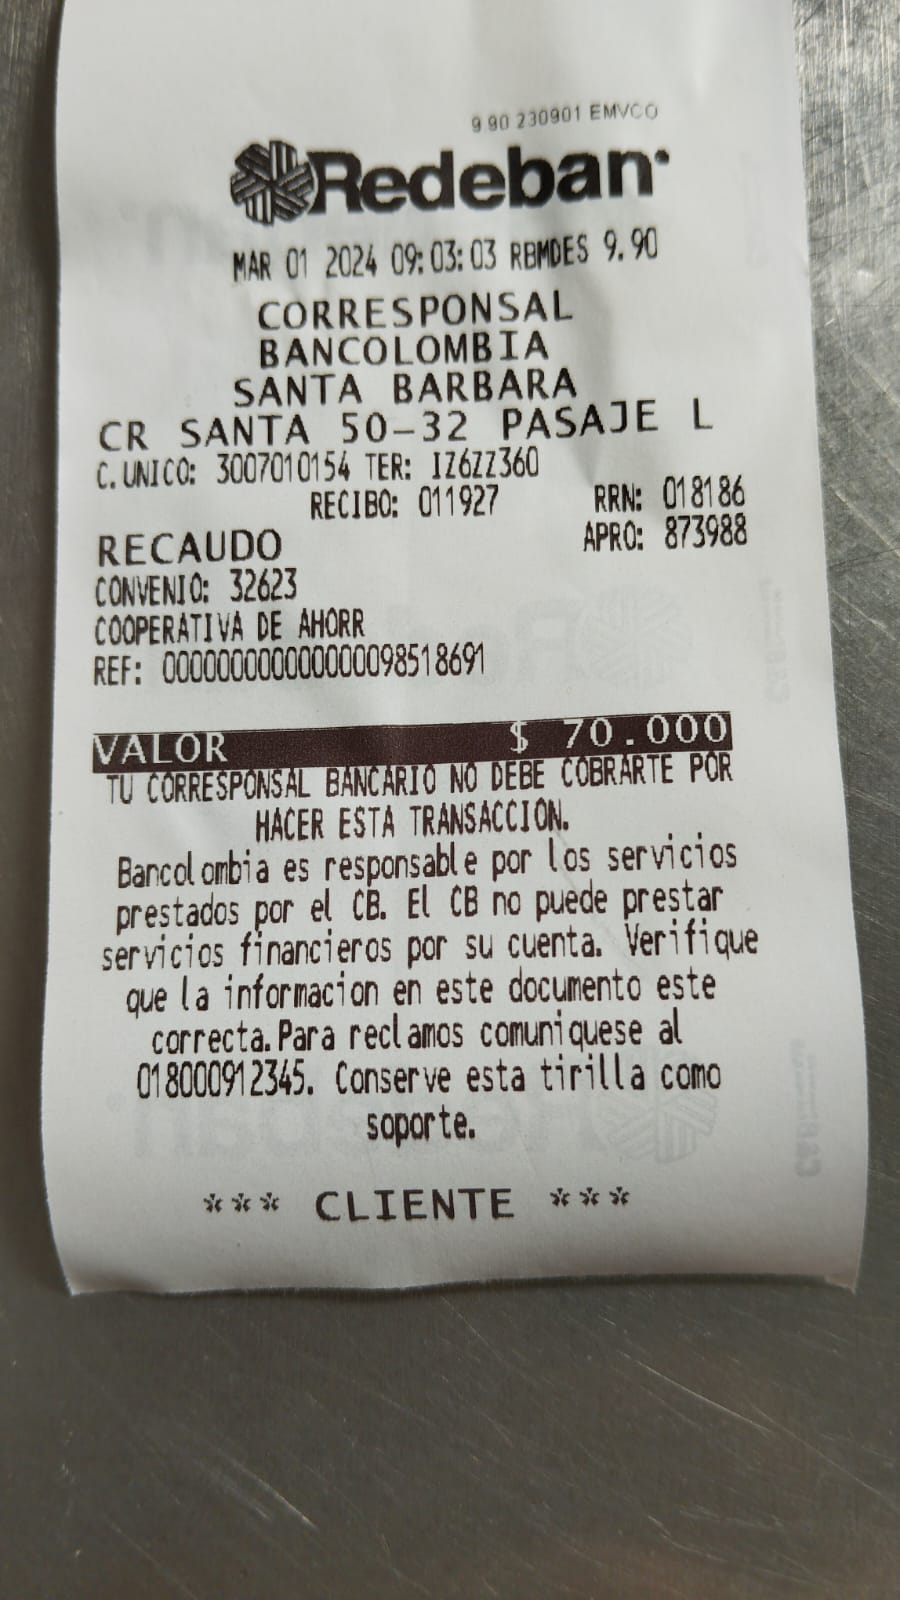 9.90 230901 EMVCO
Redeban
MAR 01 2024 09:03:03 RBMDES 9.90
CORRESPONSAL
BANCOLOMBIA
SANTA BARBARA
CR SANTA 50-32 PASAJE L
C. UNICO: 3007010154 TER: IZ6ZZ360
RECIBO: 011927 RRN: 018186
RECAUDO APRO: 873988
CONVENIO: 32623
COOPERATIVA DE AHORR
REF: 000000000000000098518691
VALOR $ 70.000
TU CORRESPONSAL BANCARIO NO DEBE COBRARTE POR
HACER ESTA TRANSACCION.
Bancolombia es responsable por los servicios
prestados por el CB. El CB no puede prestar
servicios financieros por su cuenta. Verifique
que la informacion en este documento este
correcta. Para reclamos comuniquese al
018000912345. Conserve esta tirilla como
soporte.
*** CLIENTE ***